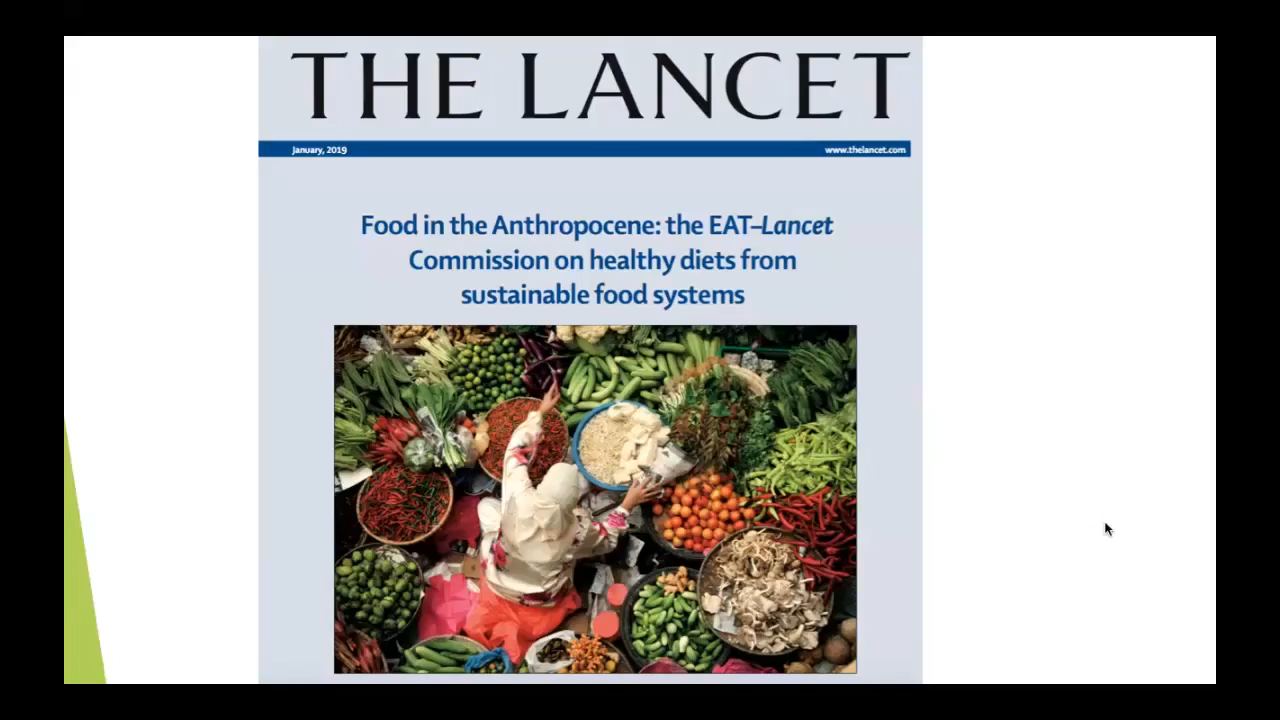 THE LANCET
January, 2019 www.thelancet.com
Food in the Anthropocene: the EAT–Lancet
Commission on healthy diets from
sustainable food systems